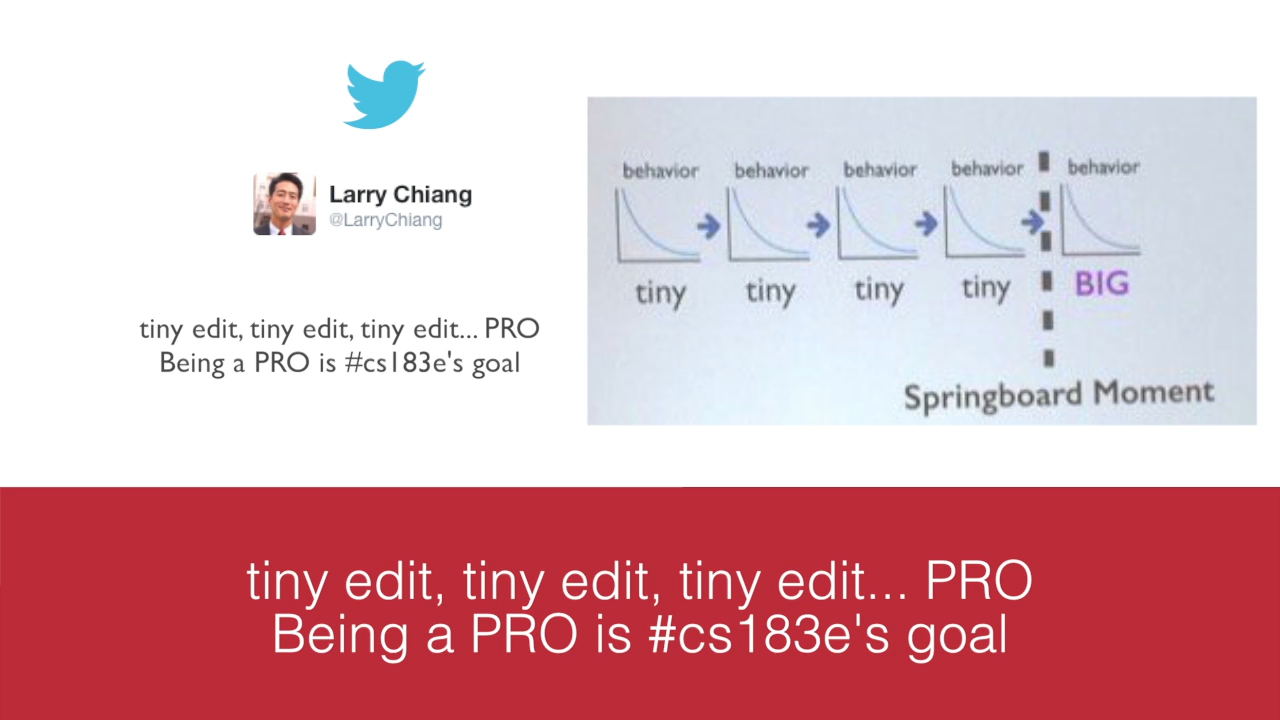 Larry Chiang
@LarryChiang
tiny edit, tiny edit, tiny edit... PRO
Being a PRO is #cs183e's goal
behavior behavior behavior behavior behavior
tiny tiny tiny tiny BIG
Springboard Moment
tiny edit, tiny edit, tiny edit... PRO
Being a PRO is #cs183e's goal